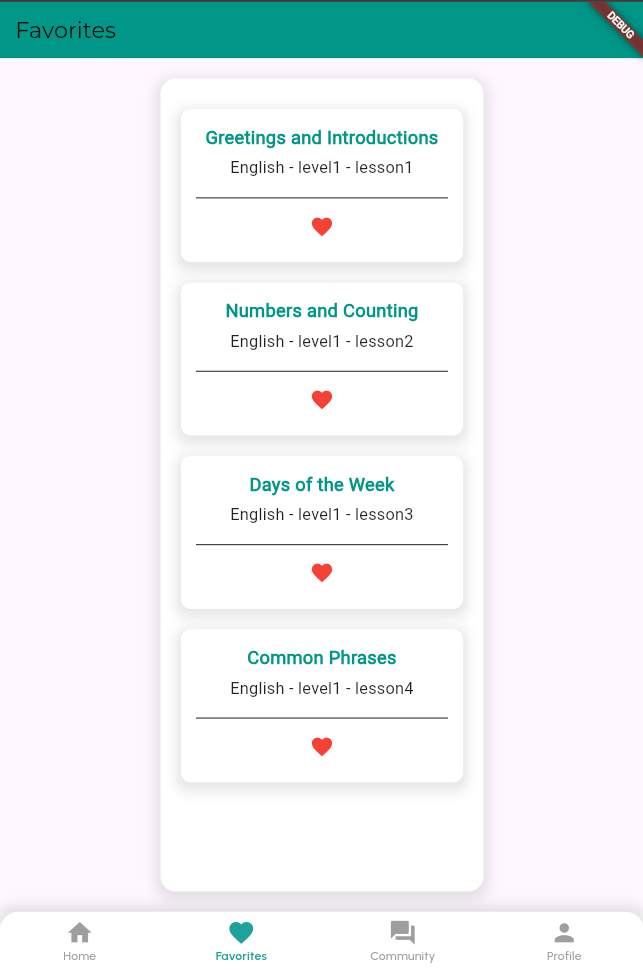 Favorites
DEBUG
Greetings and Introductions
English - level1 - lesson1
Numbers and Counting
English - level1 - lesson2
Days of the Week
English - level1 - lesson3
Common Phrases
English - level1 - lesson4
Home
Favorites
Community
Profile